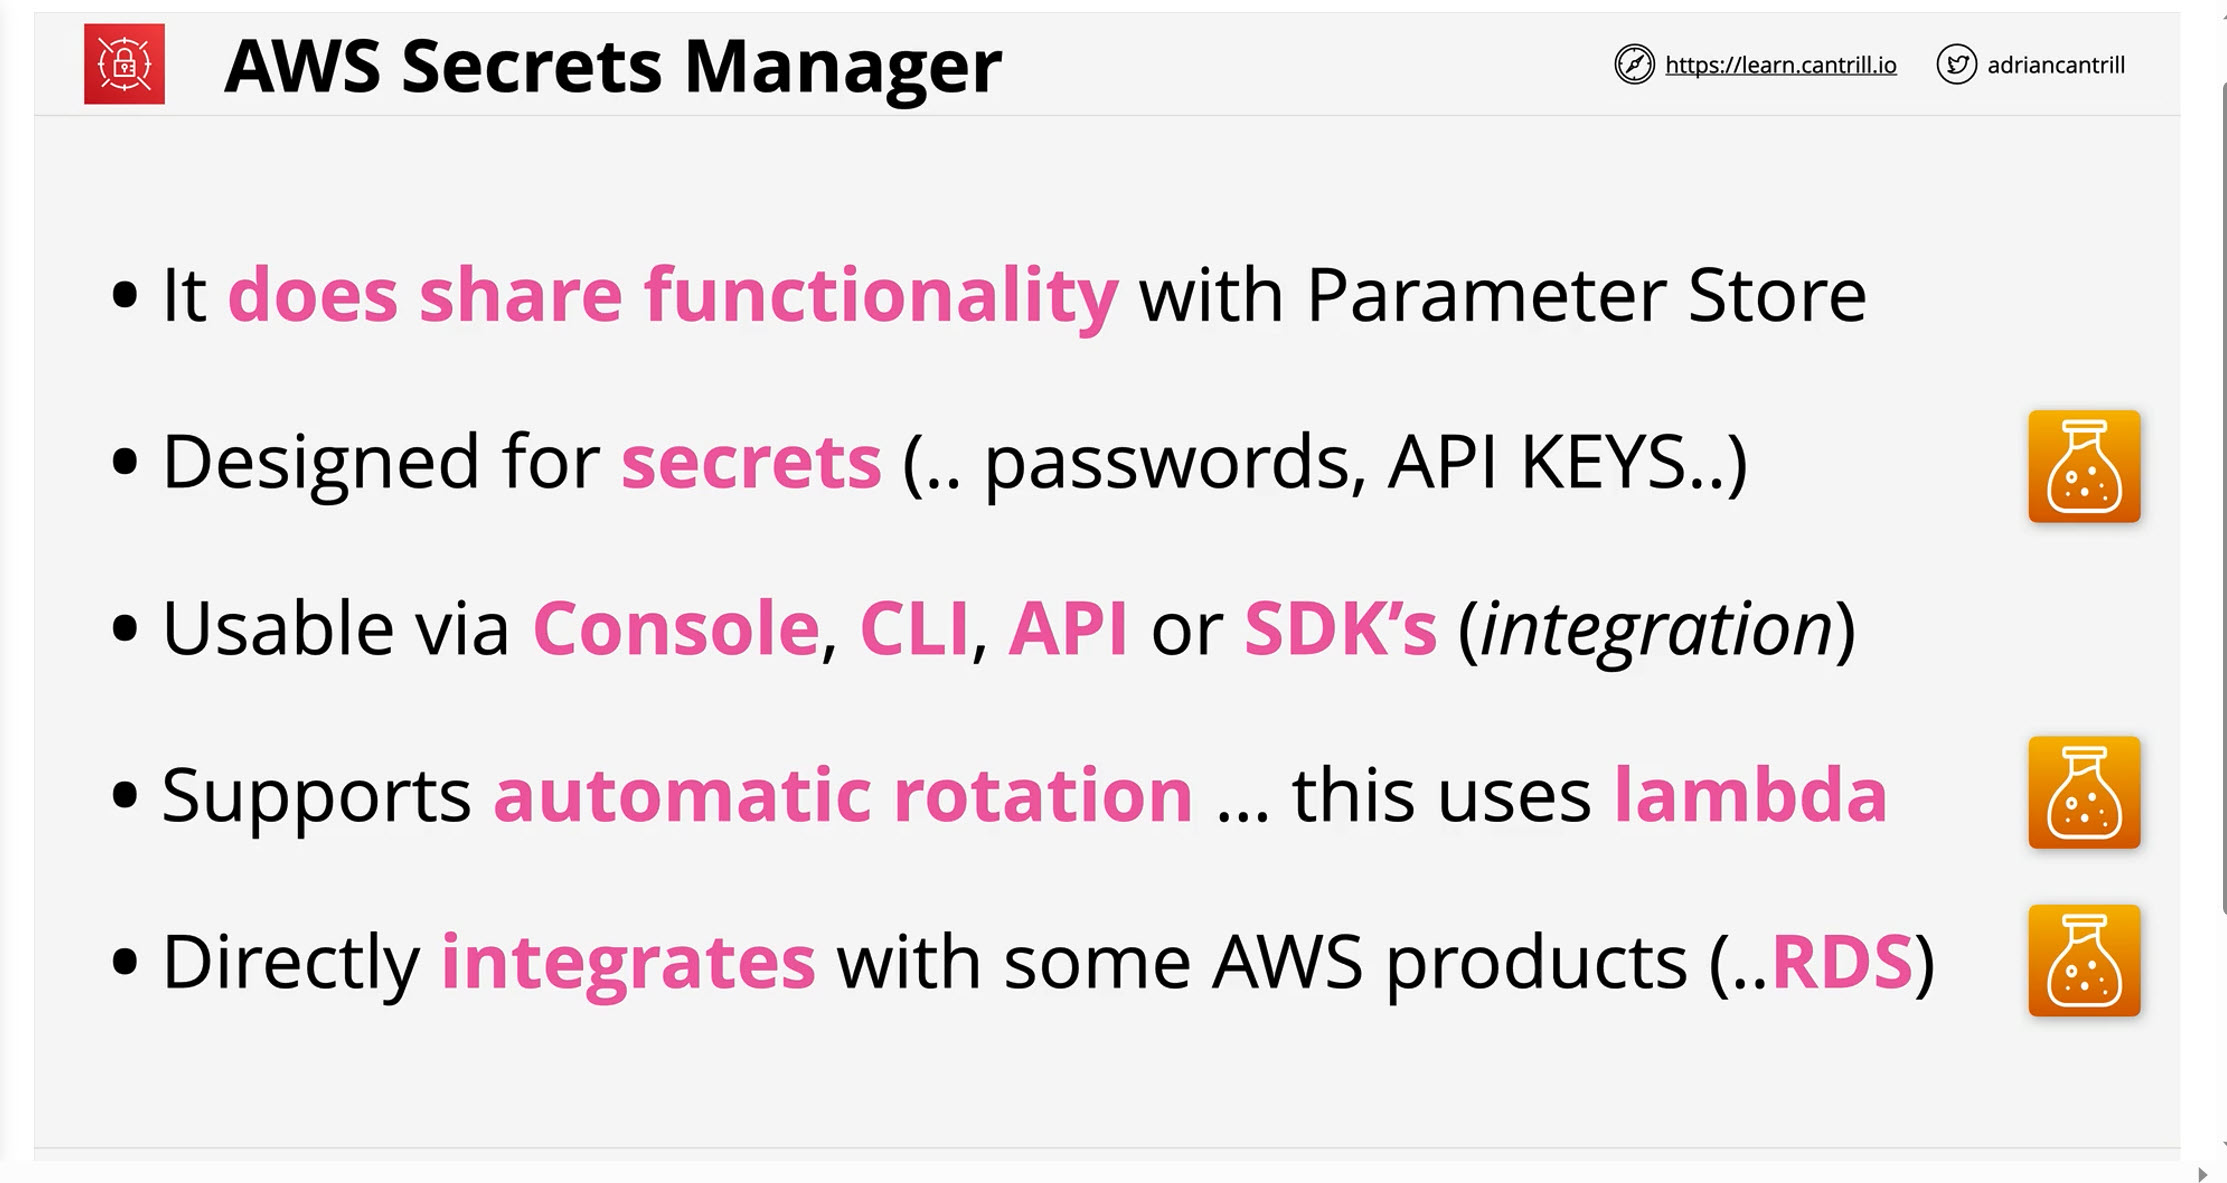 AWS Secrets Manager
https://learn.cantrill.io
adriancantrill
• It does share functionality with Parameter Store
• Designed for secrets (.. passwords, API KEYS..)
• Usable via Console, CLI, API or SDK’s (integration)
• Supports automatic rotation ... this uses lambda
• Directly integrates with some AWS products (..RDS)